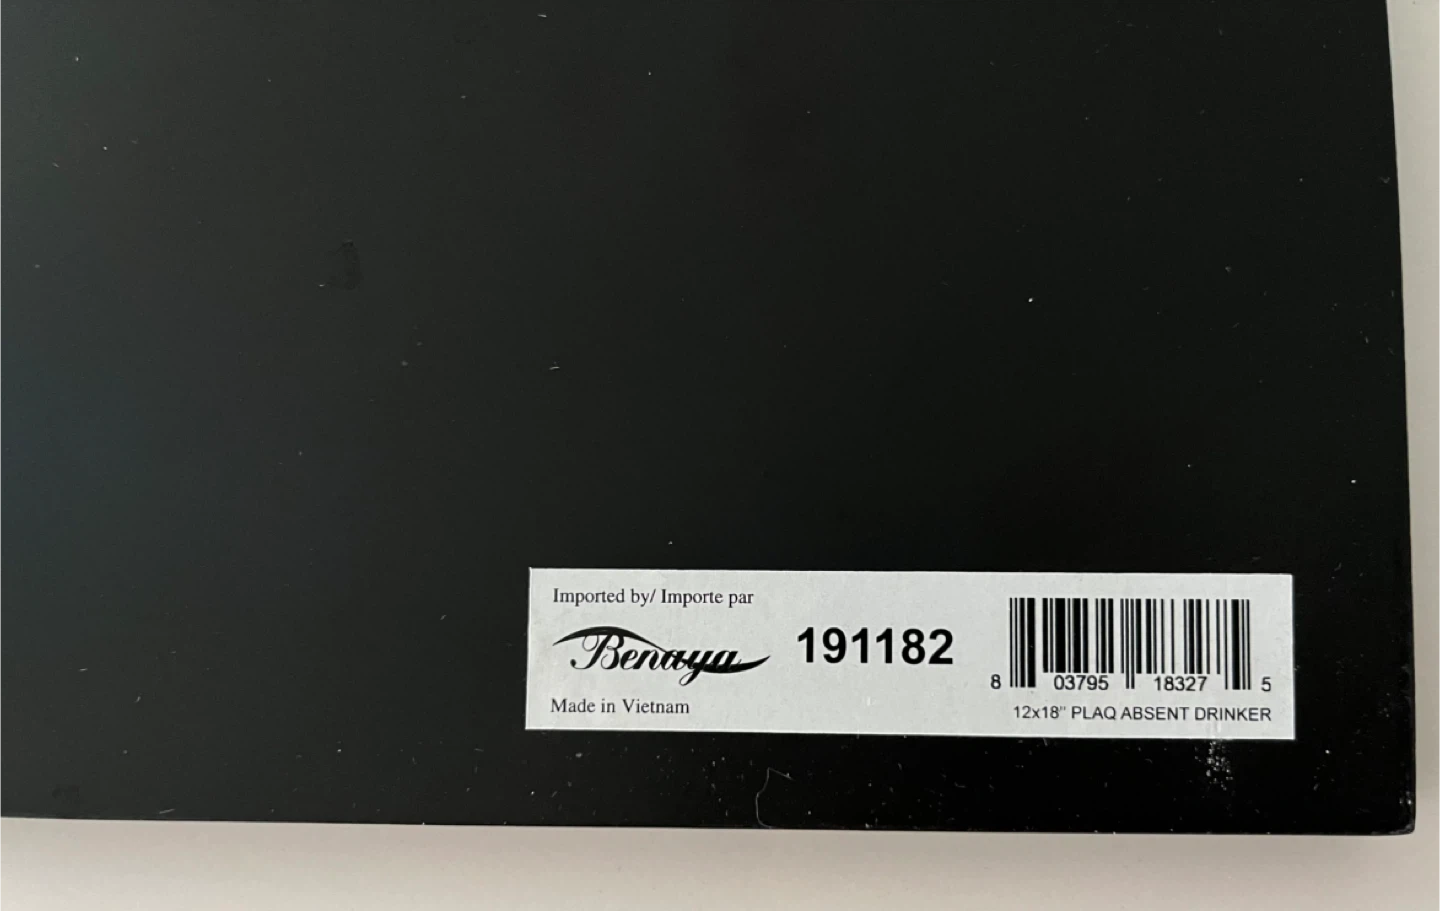 Imported by/ Importe par
Benaya
Made in Vietnam
191182
8 03795 18327 5
12x18" PLAQ ABSENT DRINKER